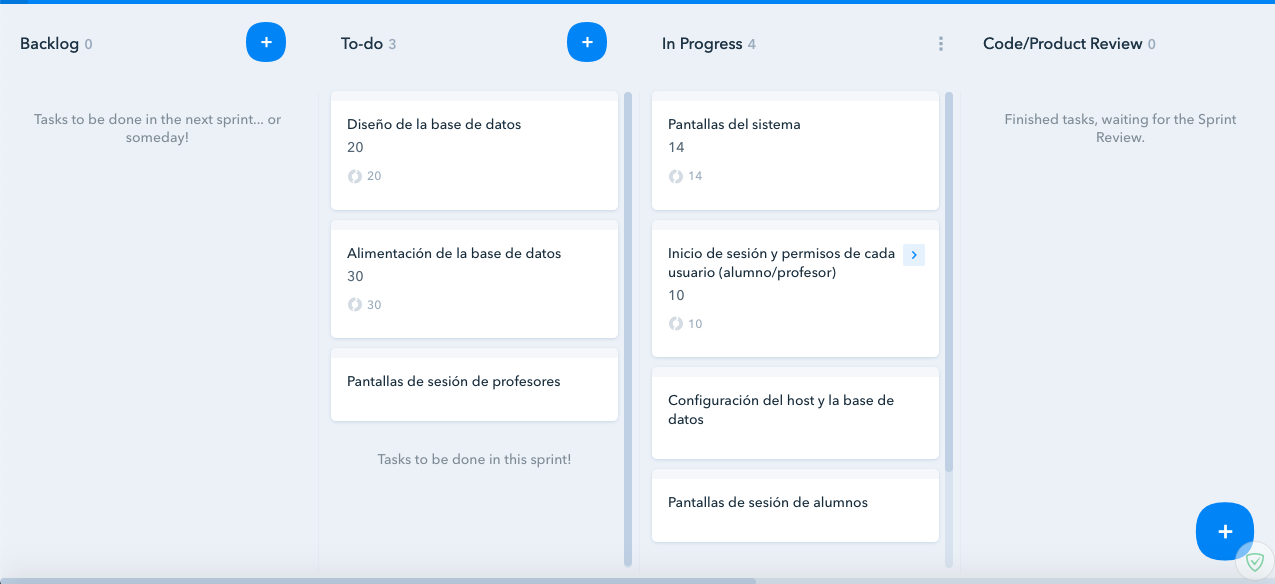 Backlog 0
Tasks to be done in the next sprint... or
someday!
To-do 3
Diseño de la base de datos
20
20
Alimentación de la base de datos
30
30
Pantallas de sesión de profesores
Tasks to be done in this sprint!
In Progress 4
Pantallas del sistema
14
14
Inicio de sesión y permisos de cada
usuario (alumno/profesor)
10
10
Configuración del host y la base de
datos
Pantallas de sesión de alumnos
Code/Product Review 0
Finished tasks, waiting for the Sprint
Review.